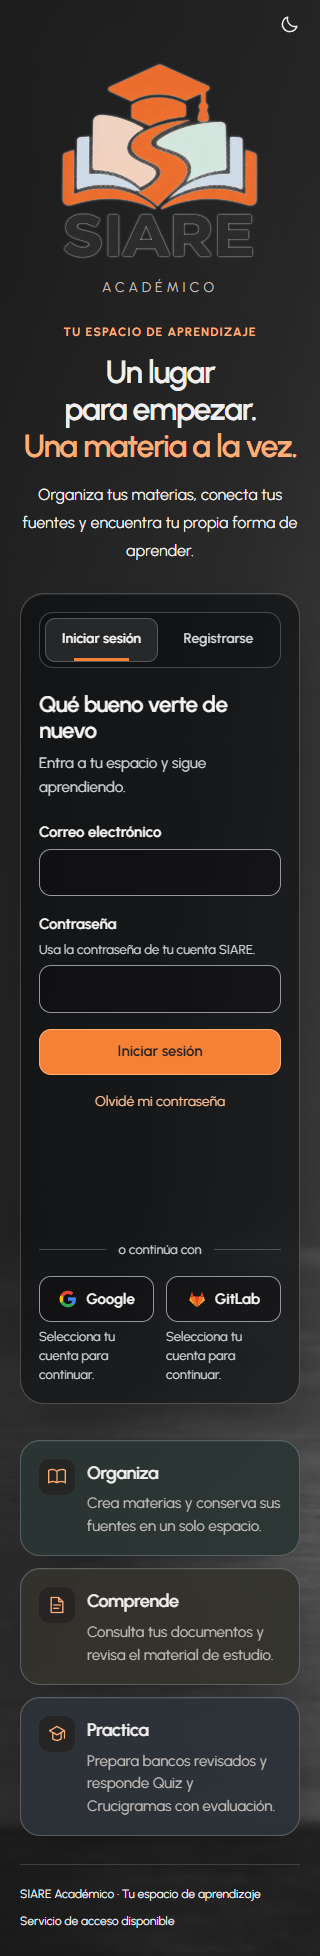 SIARE
ACADÉMICO
TU ESPACIO DE APRENDIZAJE
Un lugar
para empezar.
Una materia a la vez.
Organiza tus materias, conecta tus
fuentes y encuentra tu propia forma de
aprender.
Iniciar sesión
Registrarse
Qué bueno verte de
nuevo
Entra a tu espacio y sigue
aprendiendo.
Correo electrónico
Contraseña
Usa la contraseña de tu cuenta SIARE.
Iniciar sesión
Olvidé mi contraseña
o continúa con
Google
Selecciona tu
cuenta para
continuar.
GitLab
Selecciona tu
cuenta para
continuar.
Organiza
Crea materias y conserva sus
fuentes en un solo espacio.
Comprende
Consulta tus documentos y
revisa el material de estudio.
Practica
Prepara bancos revisados y
responde Quiz y
Crucigramas con evaluación.
SIARE Académico · Tu espacio de aprendizaje
Servicio de acceso disponible